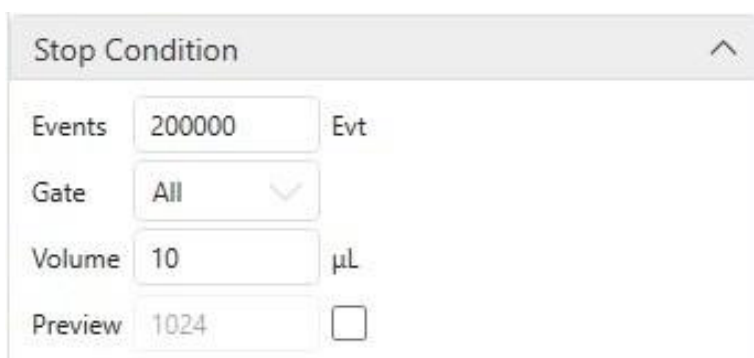 Stop Condition
Events 200000 Evt
Gate All
Volume 10 µL
Preview 1024